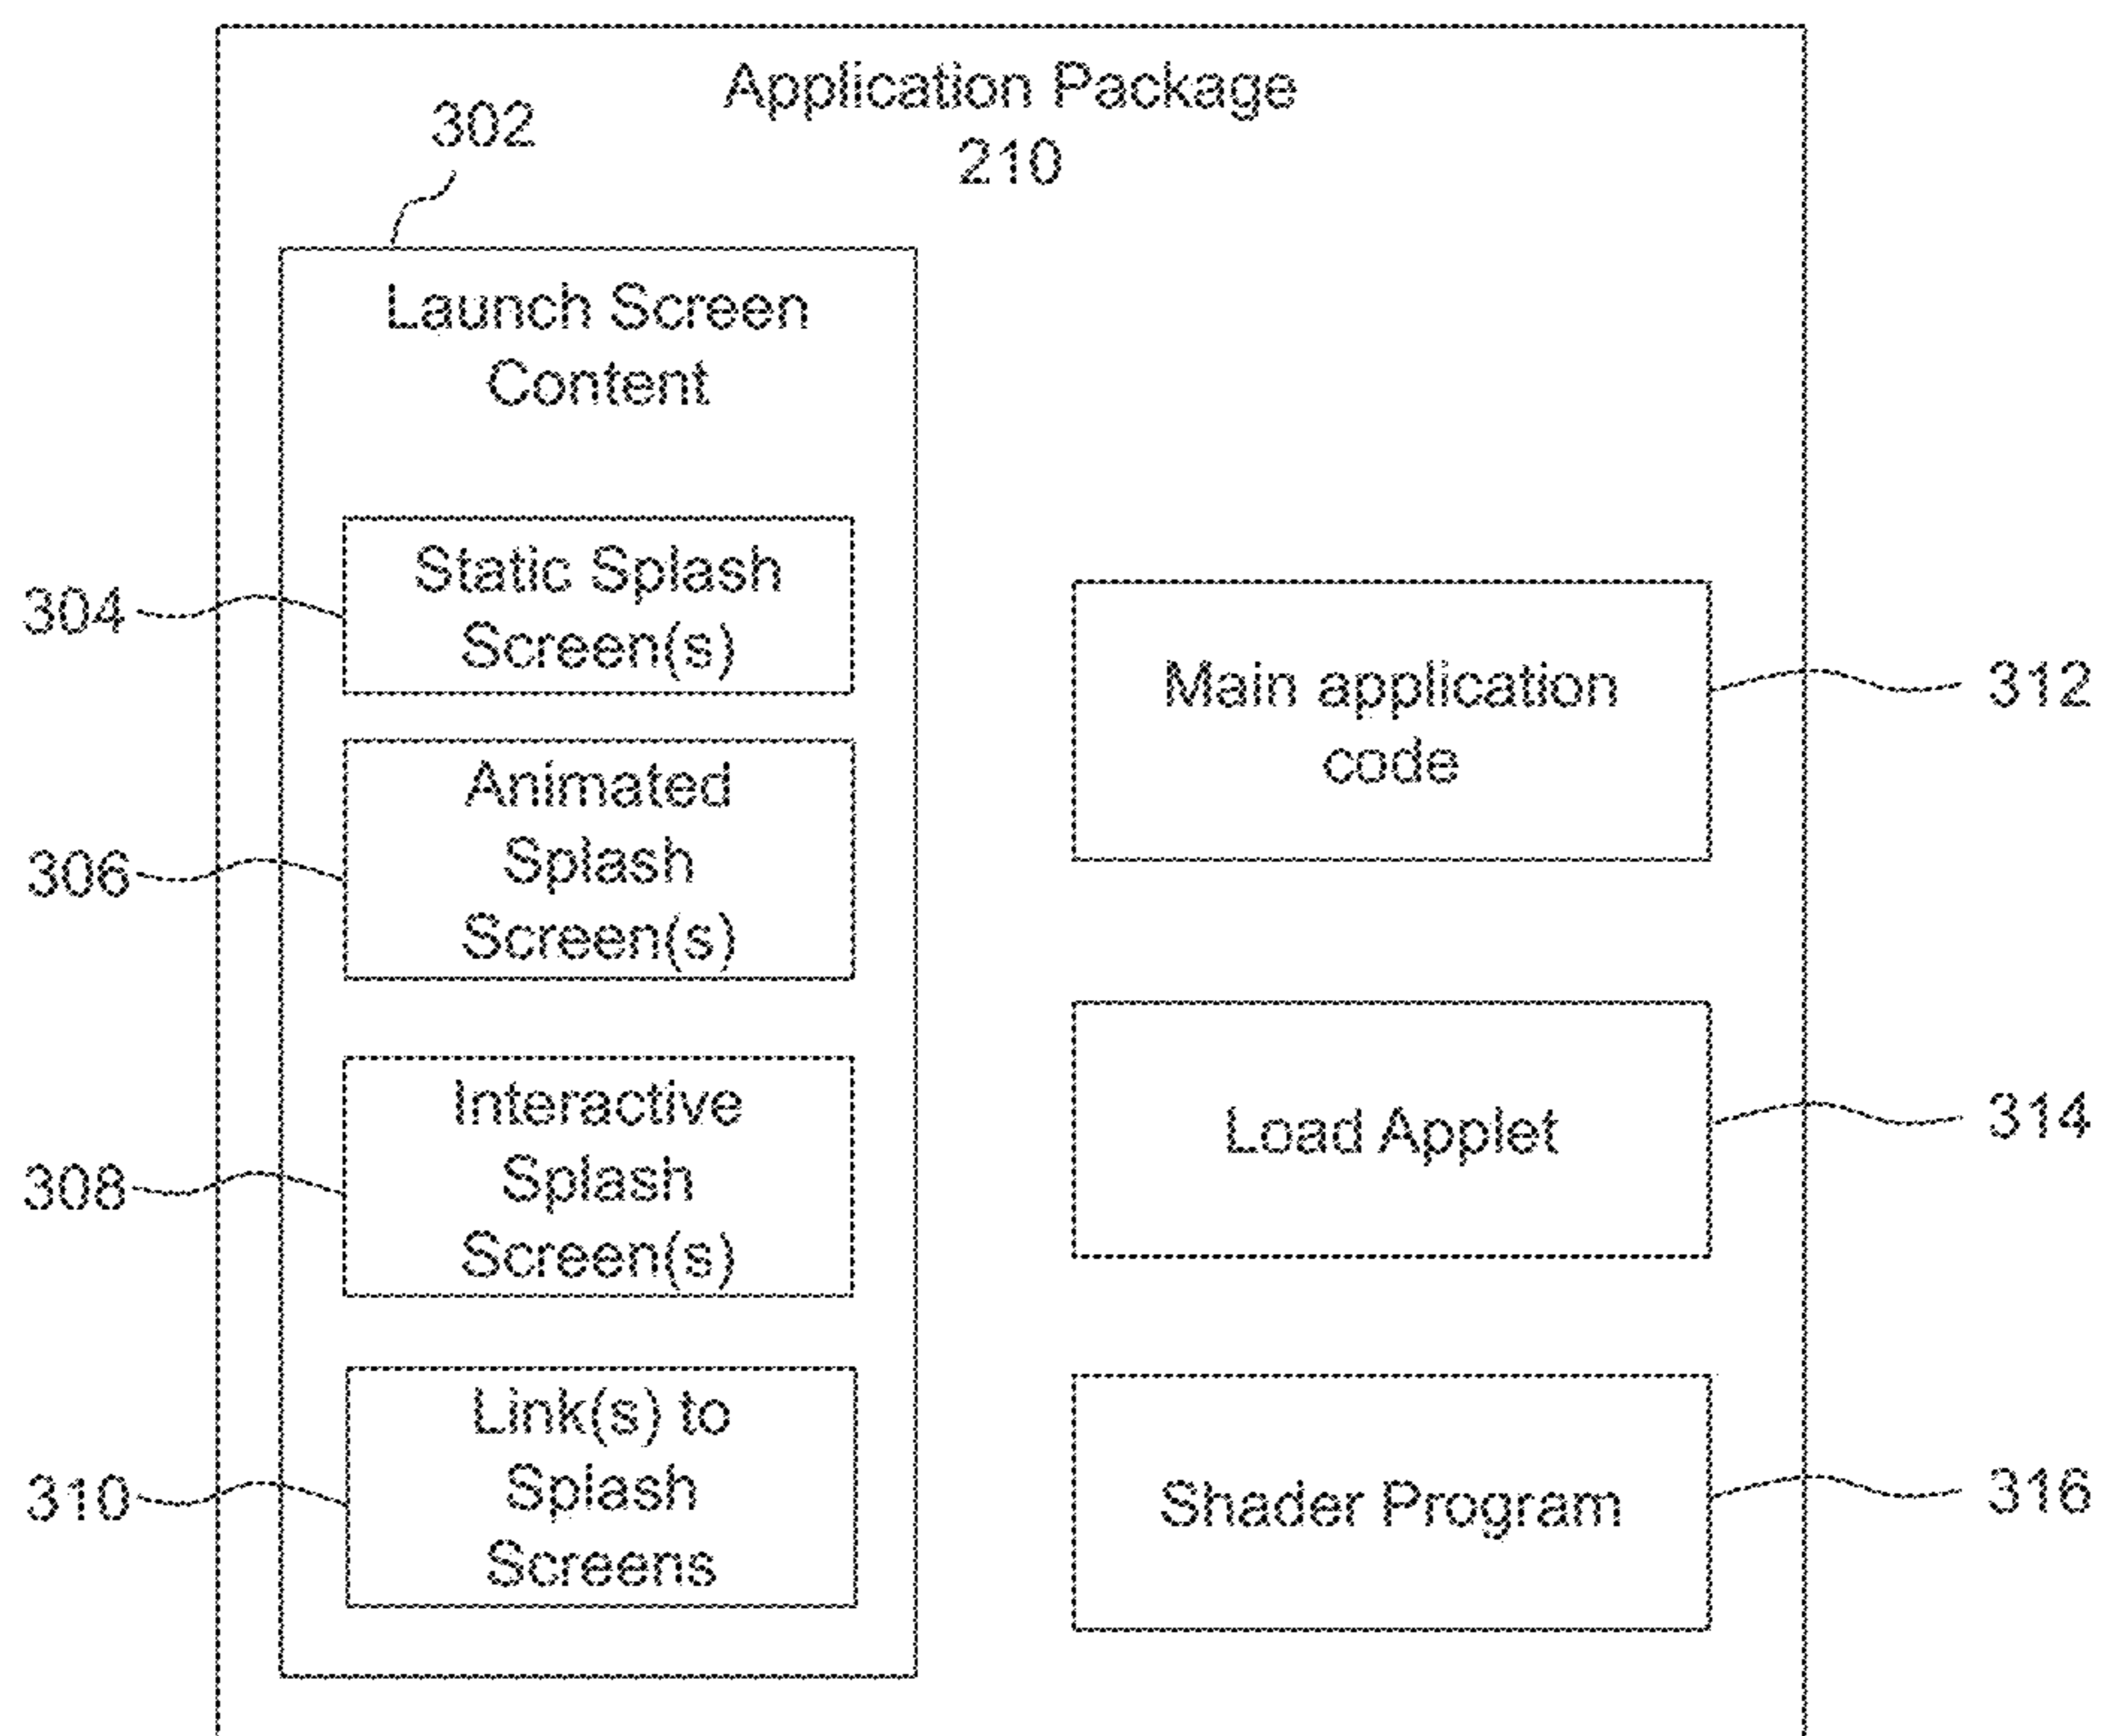 Application Package
210
302
Launch Screen
Content
304
Static Splash
Screen(s)
306
Animated
Splash
Screen(s)
308
Interactive
Splash
Screen(s)
310
Link(s) to
Splash
Screens
Main application
code
312
Load Applet
314
Shader Program
316